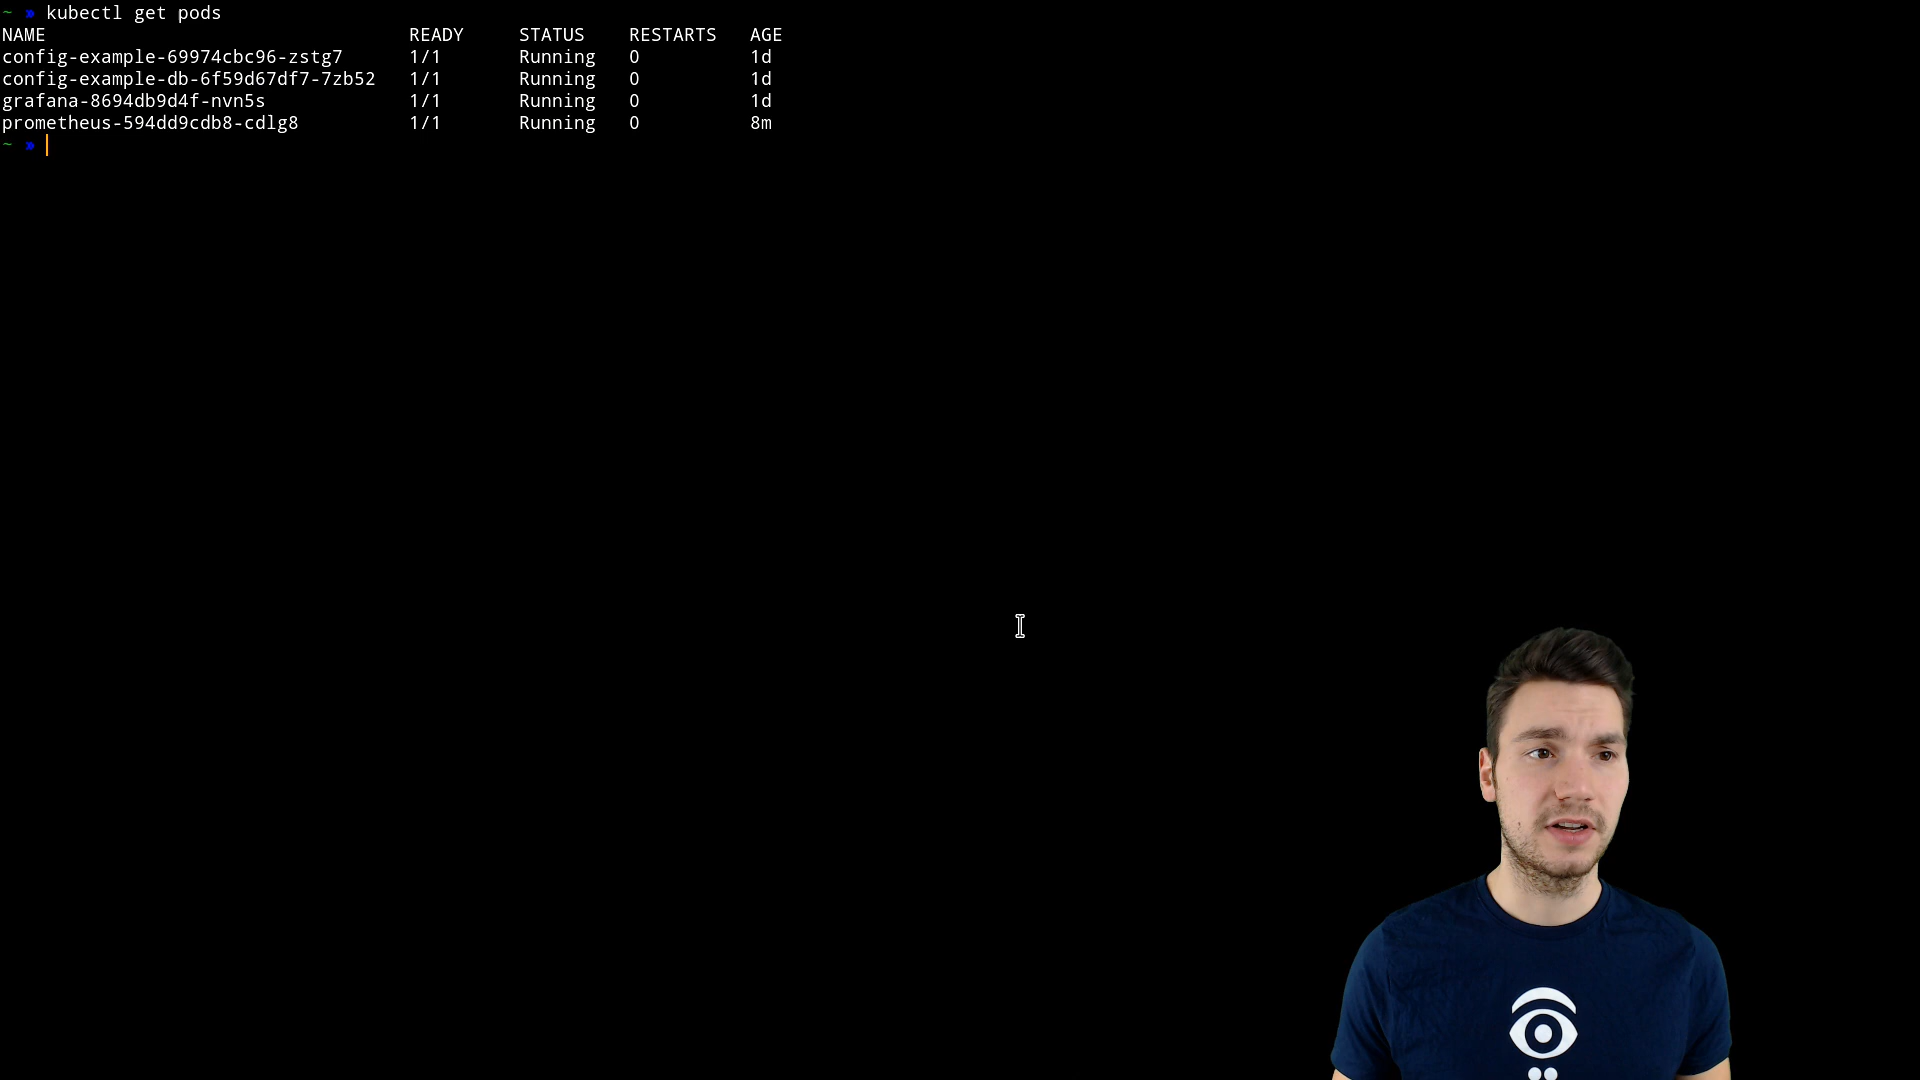 ~ » kubectl get pods
NAME READY STATUS RESTARTS AGE
config-example-69974cbc96-zstg7 1/1 Running 0 1d
config-example-db-6f59d67df7-7zb52 1/1 Running 0 1d
grafana-8694db9d4f-nvn5s 1/1 Running 0 1d
prometheus-594dd9cdb8-cdlg8 1/1 Running 0 8m
~ »